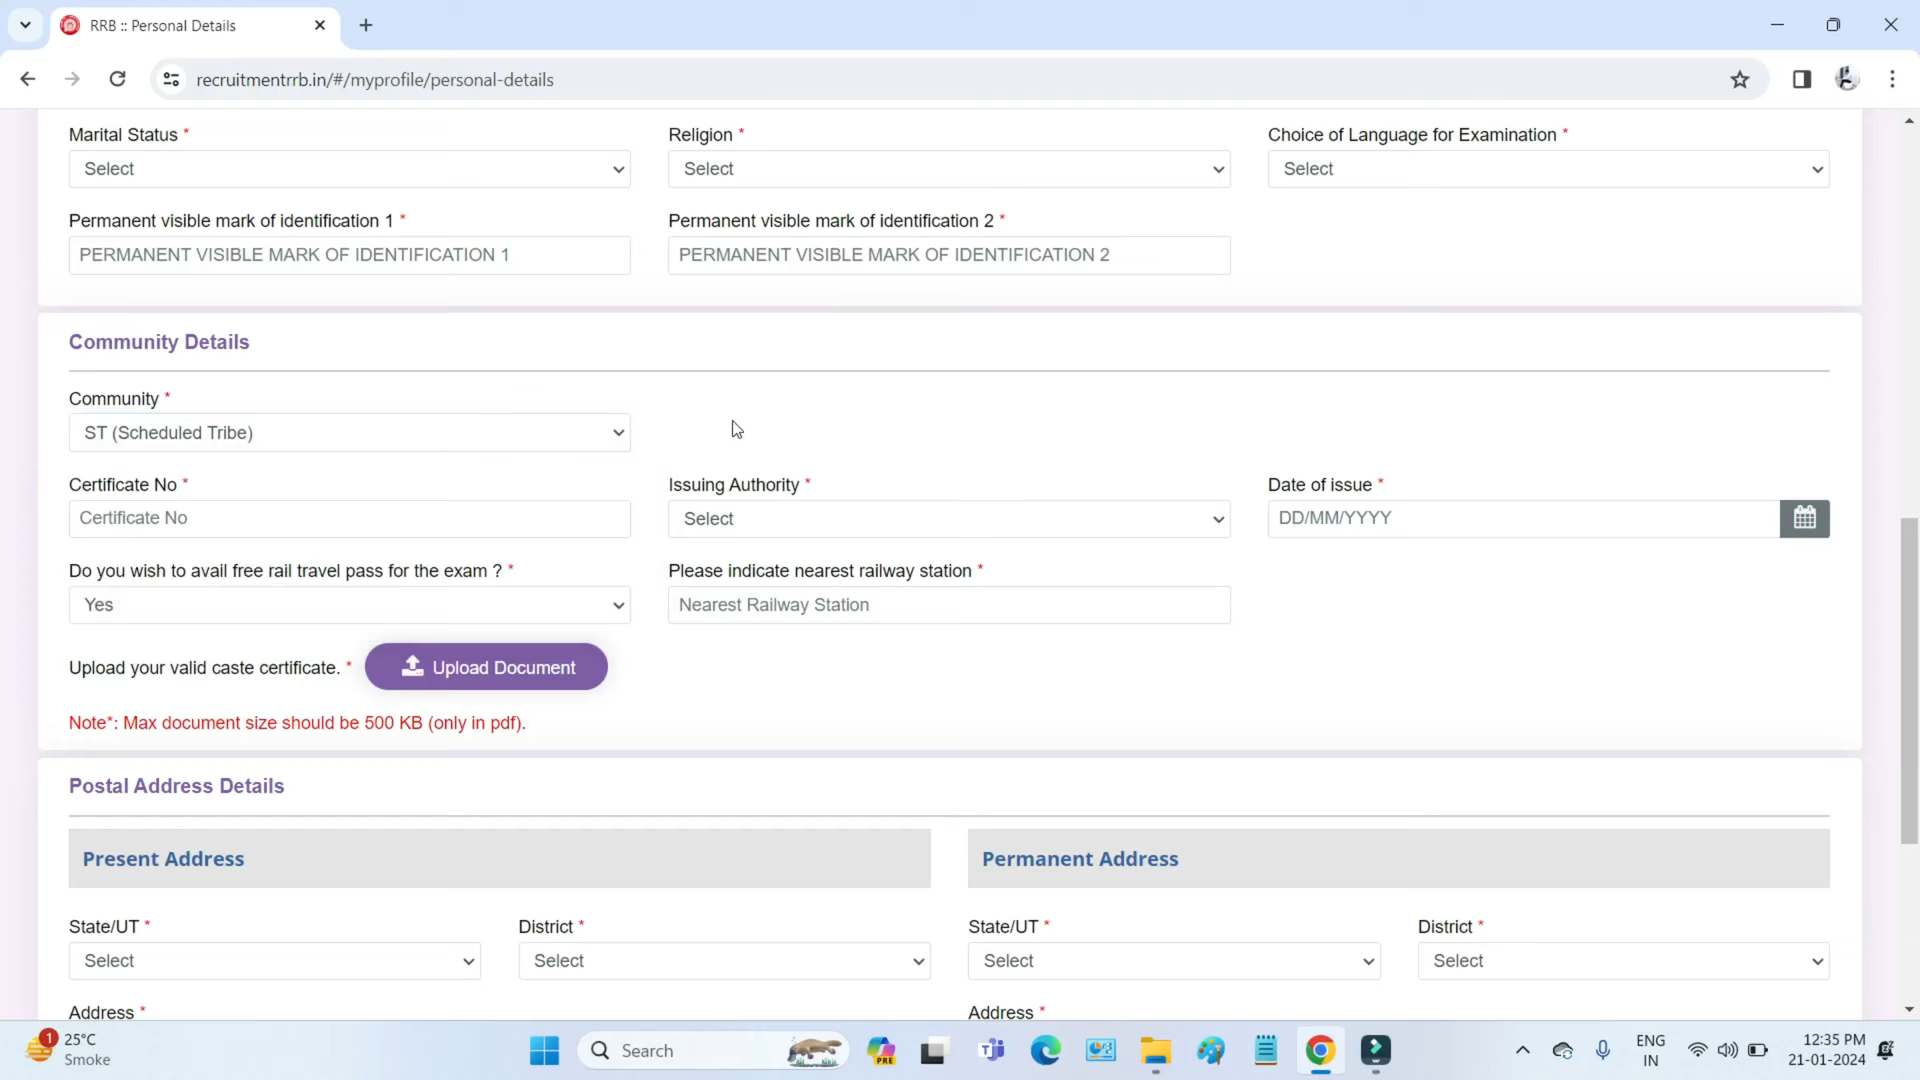 RRB :: Personal Details
recruitmentrrb.in/#/myprofile/personal-details
Marital Status * Religion * Choice of Language for Examination *
Select Select Select
Permanent visible mark of identification 1 * Permanent visible mark of identification 2 *
PERMANENT VISIBLE MARK OF IDENTIFICATION 1 PERMANENT VISIBLE MARK OF IDENTIFICATION 2
Community Details
Community *
ST (Scheduled Tribe)
Certificate No * Issuing Authority * Date of issue *
Certificate No Select DD/MM/YYYY
Do you wish to avail free rail travel pass for the exam ? * Please indicate nearest railway station *
Yes Nearest Railway Station
Upload your valid caste certificate. * Upload Document
Note*: Max document size should be 500 KB (only in pdf).
Postal Address Details
Present Address Permanent Address
State/UT * District * State/UT * District *
Select Select Select Select
Address * Address *
1 25°C Smoke
Search
PRE
ENG IN
12:35 PM
21-01-2024